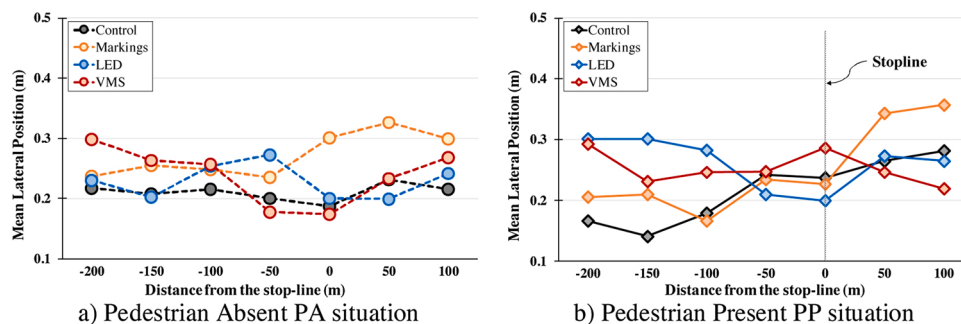 0.5
0.4
0.3
0.2
0.1
Mean Lateral Position (m)
Control
Markings
LED
VMS
-200 -150 -100 -50 0 50 100
Distance from the stop-line (m)
a) Pedestrian Absent PA situation
0.5
0.4
0.3
0.2
0.1
Mean Lateral Position (m)
Control
Markings
LED
VMS
Stopline
-200 -150 -100 -50 0 50 100
Distance from the stop-line (m)
b) Pedestrian Present PP situation